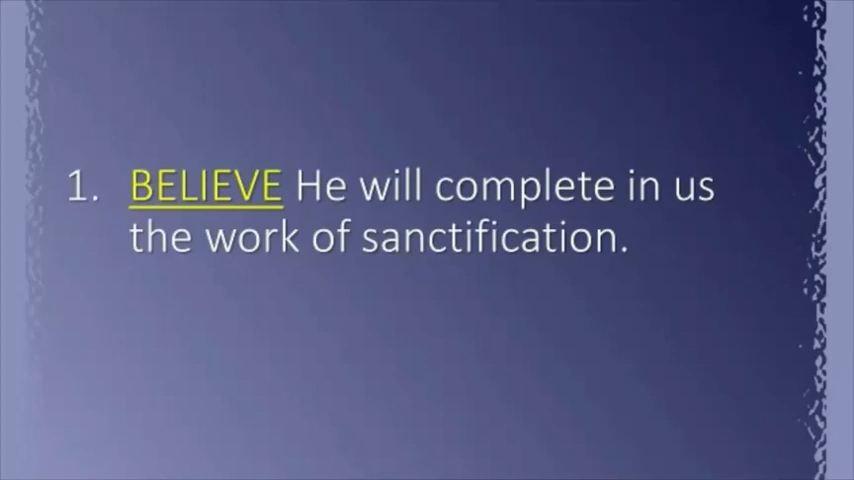 1. BELIEVE He will complete in us
the work of sanctification.